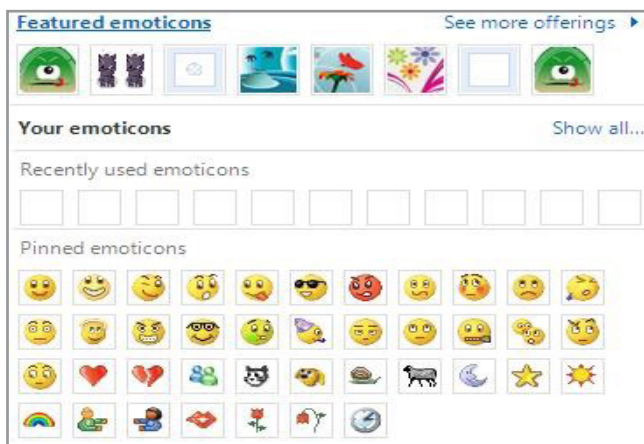 Featured emoticons See more offerings
Your emoticons Show all...
Recently used emoticons
Pinned emoticons